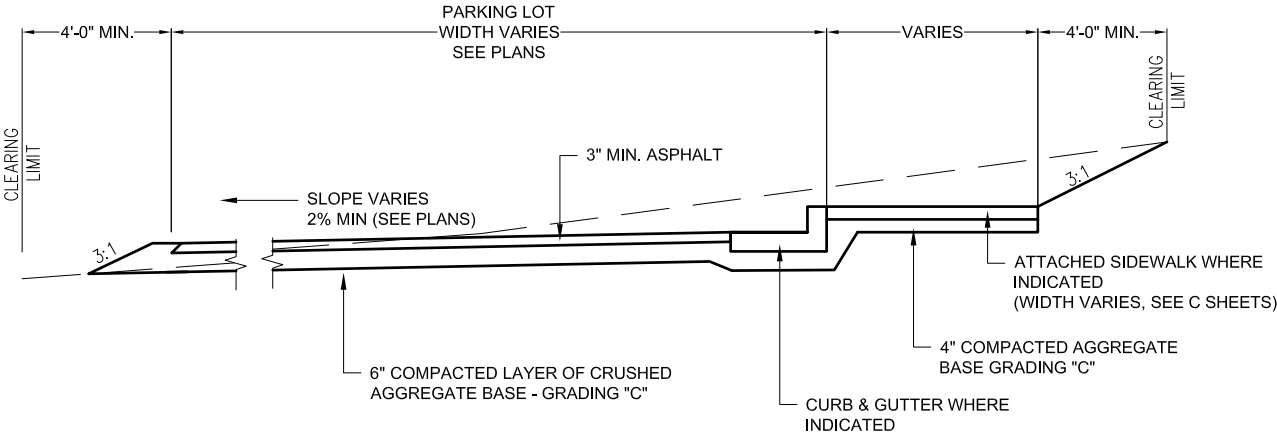 PARKING LOT
WIDTH VARIES
SEE PLANS
4'-0" MIN.
VARIES
4'-0" MIN.
CLEARING
LIMIT
CLEARING
LIMIT
3" MIN. ASPHALT
3:1
SLOPE VARIES
2% MIN (SEE PLANS)
3:1
ATTACHED SIDEWALK WHERE
INDICATED
(WIDTH VARIES, SEE C SHEETS)
4" COMPACTED AGGREGATE
BASE GRADING "C"
6" COMPACTED LAYER OF CRUSHED
AGGREGATE BASE - GRADING "C"
CURB & GUTTER WHERE
INDICATED